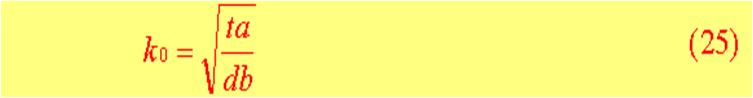 k₀ = √(ta/db) (25)